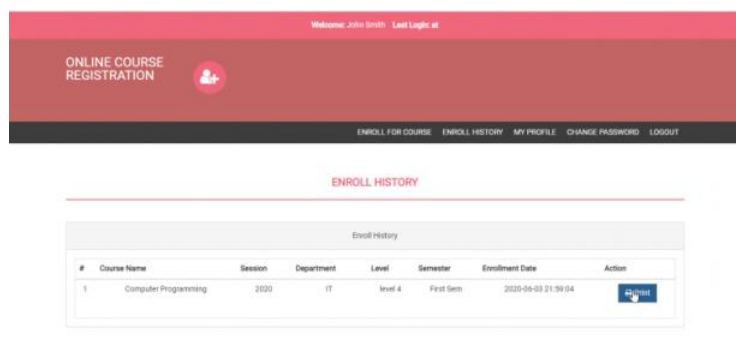 Welcome: John Smith Last Login: at
ONLINE COURSE
REGISTRATION
ENROLL FOR COURSE ENROLL HISTORY MY PROFILE CHANGE PASSWORD LOGOUT
ENROLL HISTORY
Enroll History
# Course Name Session Department Level Semester Enrollment Date Action
1 Computer Programming 2020 IT level 4 First Sem 2020-06-03 21:59:04 Print